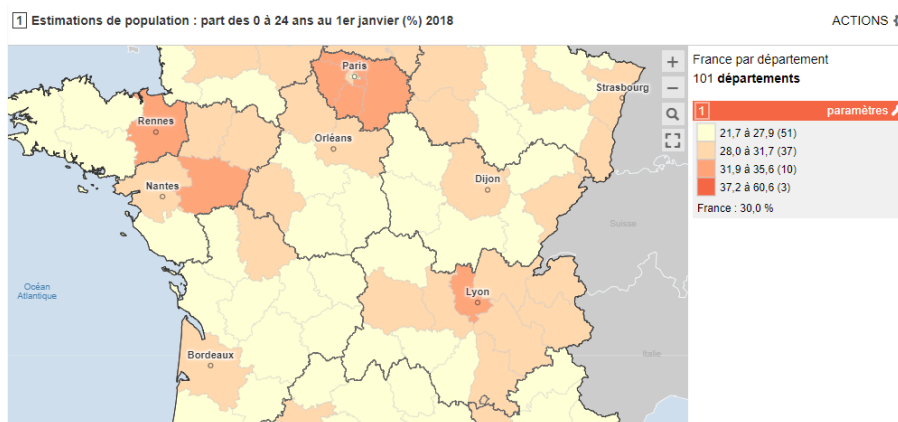 1 Estimations de population : part des 0 à 24 ans au 1er janvier (%) 2018
ACTIONS
Paris
Strasbourg
Rennes
Orléans
Nantes
Dijon
Suisse
Océan
Atlantique
Lyon
Bordeaux
Italie
+
−
France par département
101 départements
1 paramètres
21,7 à 27,9 (51)
28,0 à 31,7 (37)
31,9 à 35,6 (10)
37,2 à 60,6 (3)
France : 30,0 %